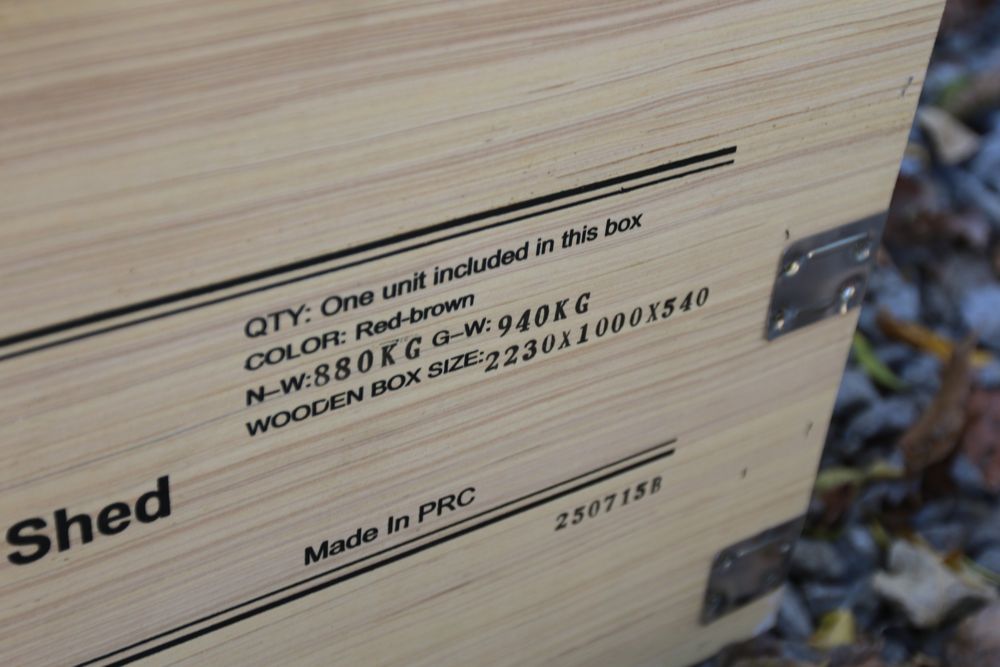 QTY: One unit included in this box
COLOR: Red-brown
N-W:880KG G-W: 940KG
WOODEN BOX SIZE:2230X1000X540
Shed
Made In PRC
250715B